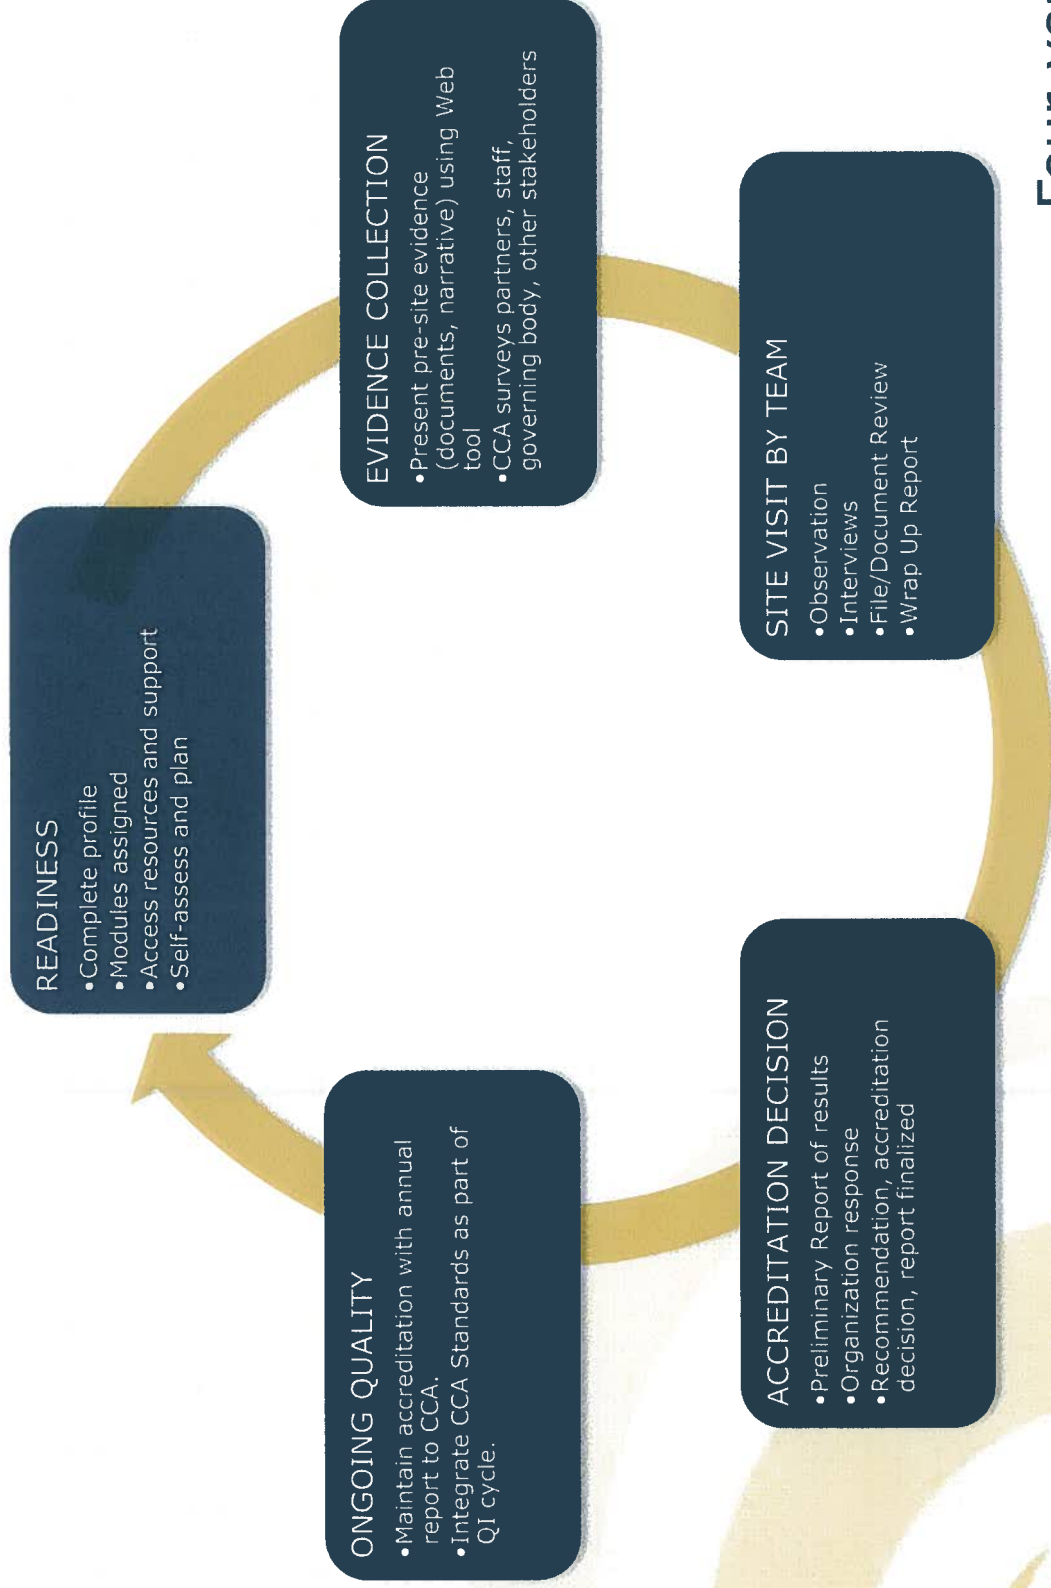 READINESS
•Complete profile
•Modules assigned
•Access resources and support
•Self-assess and plan
EVIDENCE COLLECTION
•Present pre-site evidence
(documents, narrative) using Web
tool
•CCA surveys partners, staff,
governing body, other stakeholders
SITE VISIT BY TEAM
•Observation
•Interviews
•File/Document Review
•Wrap Up Report
ACCREDITATION DECISION
•Preliminary Report of results
•Organization response
•Recommendation, accreditation
decision, report finalized
ONGOING QUALITY
•Maintain accreditation with annual
report to CCA.
•Integrate CCA Standards as part of
QI cycle.
Four